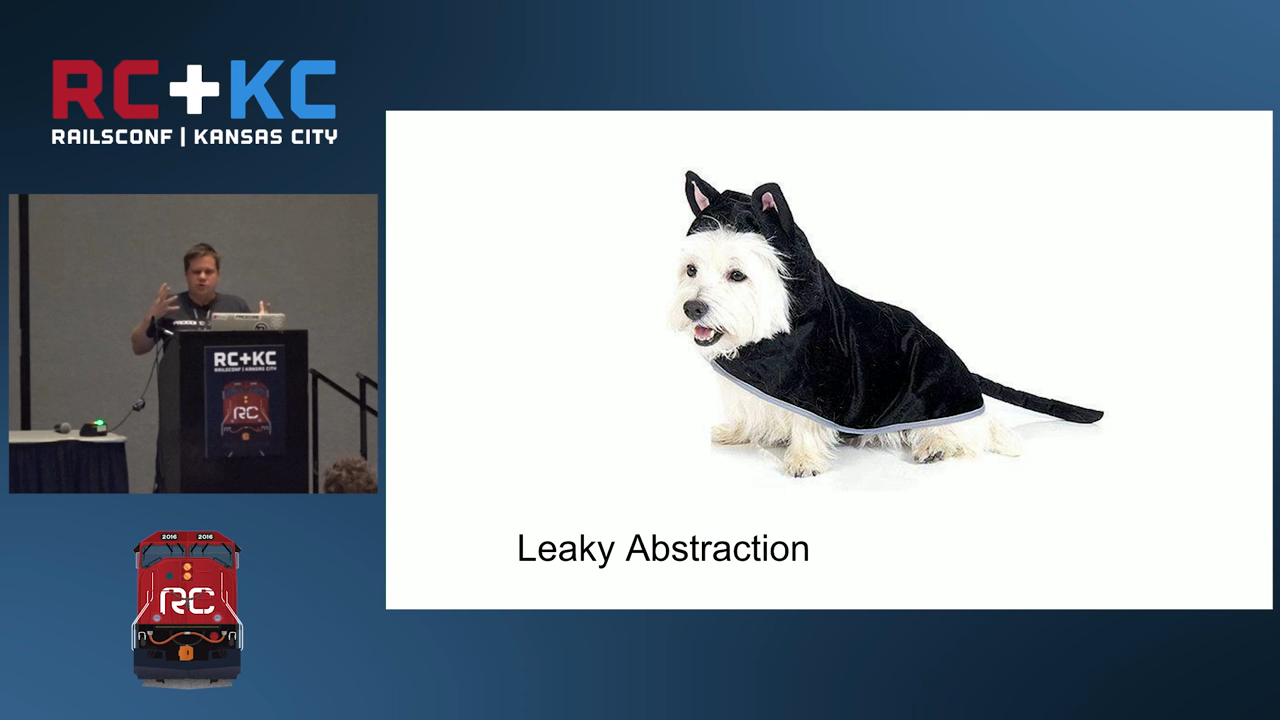 RC+KC
RAILSCONF | KANSAS CITY
RC+KC
RAILSCONF | KANSAS CITY
RC
Leaky Abstraction
2016 2016
RC